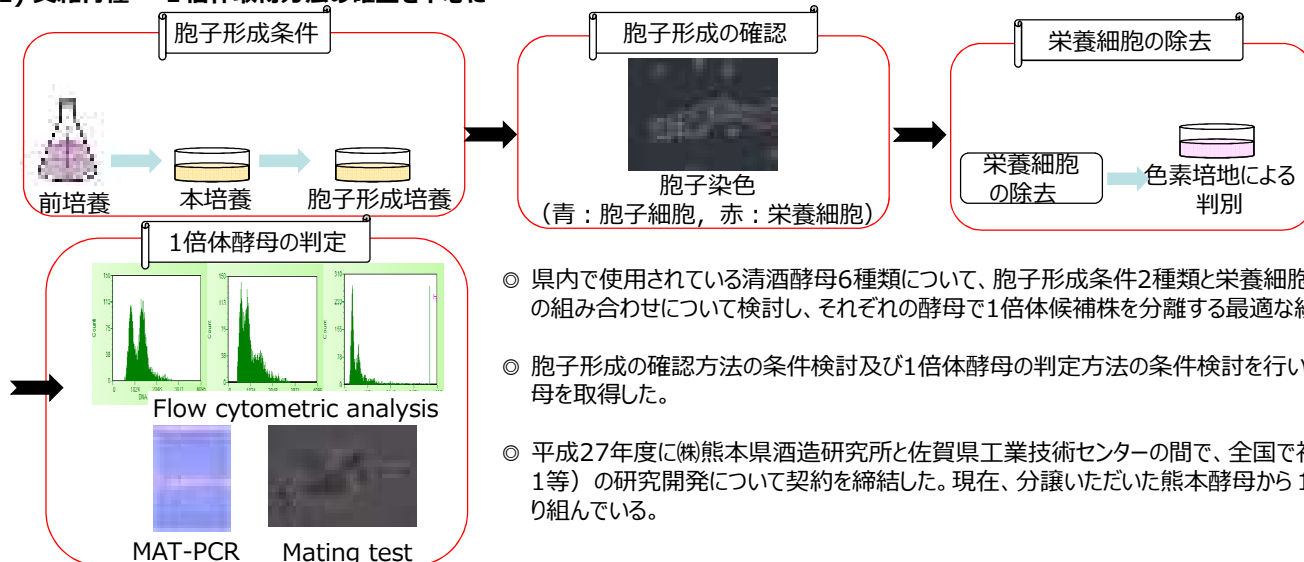 胞子形成条件
前培養
本培養
胞子形成培養
胞子形成の確認
胞子染色
（青：胞子細胞，赤：栄養細胞）
栄養細胞の除去
栄養細胞
の除去
色素培地による
判別
1倍体酵母の判定
Flow cytometric analysis
MAT-PCR
Mating test
◎ 県内で使用されている清酒酵母6種類について、胞子形成条件2種類と栄養細胞
の組み合わせについて検討し、それぞれの酵母で1倍体候補株を分離する最適な
◎ 胞子形成の確認方法の条件検討及び1倍体酵母の判定方法の条件検討を行い
母を取得した。
◎ 平成27年度に㈱熊本県酒造研究所と佐賀県工業技術センターの間で、全国で
1等）の研究開発について契約を締結した。現在、分譲いただいた熊本酵母から1
り組んでいる。